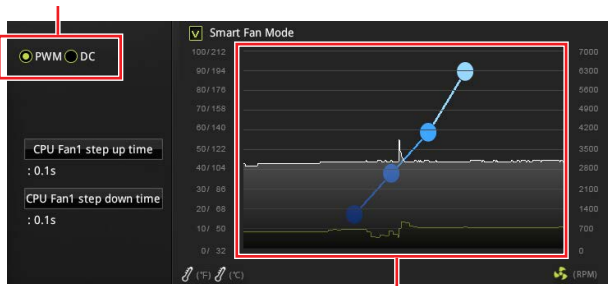 V Smart Fan Mode
PWM DC
100/212 7000
90/194 6300
80/176 5600
70/158 4900
60/140 4200
50/122 3500
40/104 2800
30/ 86 2100
20/ 68 1400
10/ 50 700
0/ 32 0
CPU Fan1 step up time
: 0.1s
CPU Fan1 step down time
: 0.1s
(°F) (°C) (RPM)